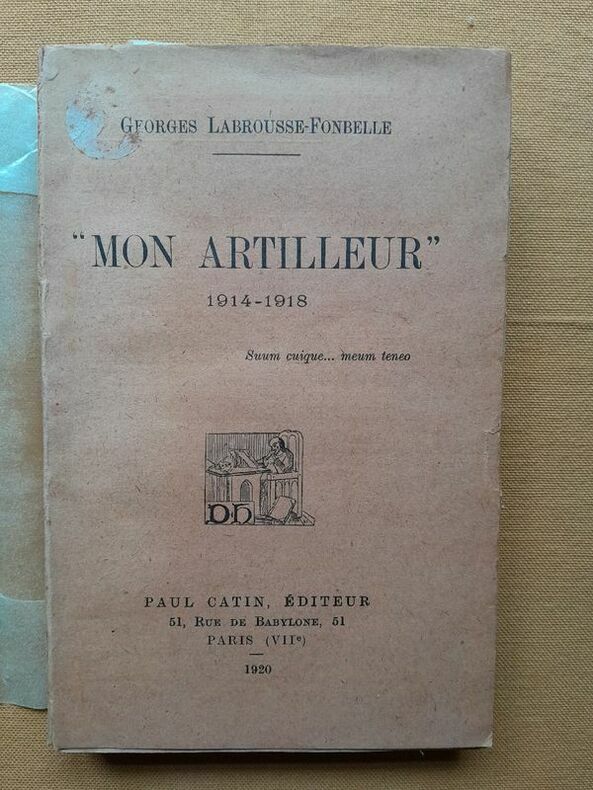 Georges Labrousse-Fonbelle
"MON ARTILLEUR"
1914-1918
Suum cuique... meum teneo
DH
PAUL CATIN, ÉDITEUR
51, Rue de Babylone, 51
PARIS (VIIe)
1920